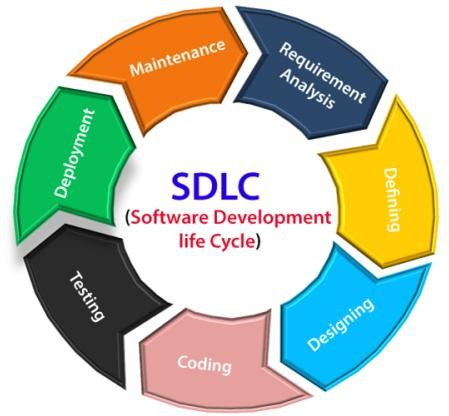 SDLC
(Software Development
life Cycle)
Requirement
Analysis
Defining
Designing
Coding
Testing
Deployment
Maintenance